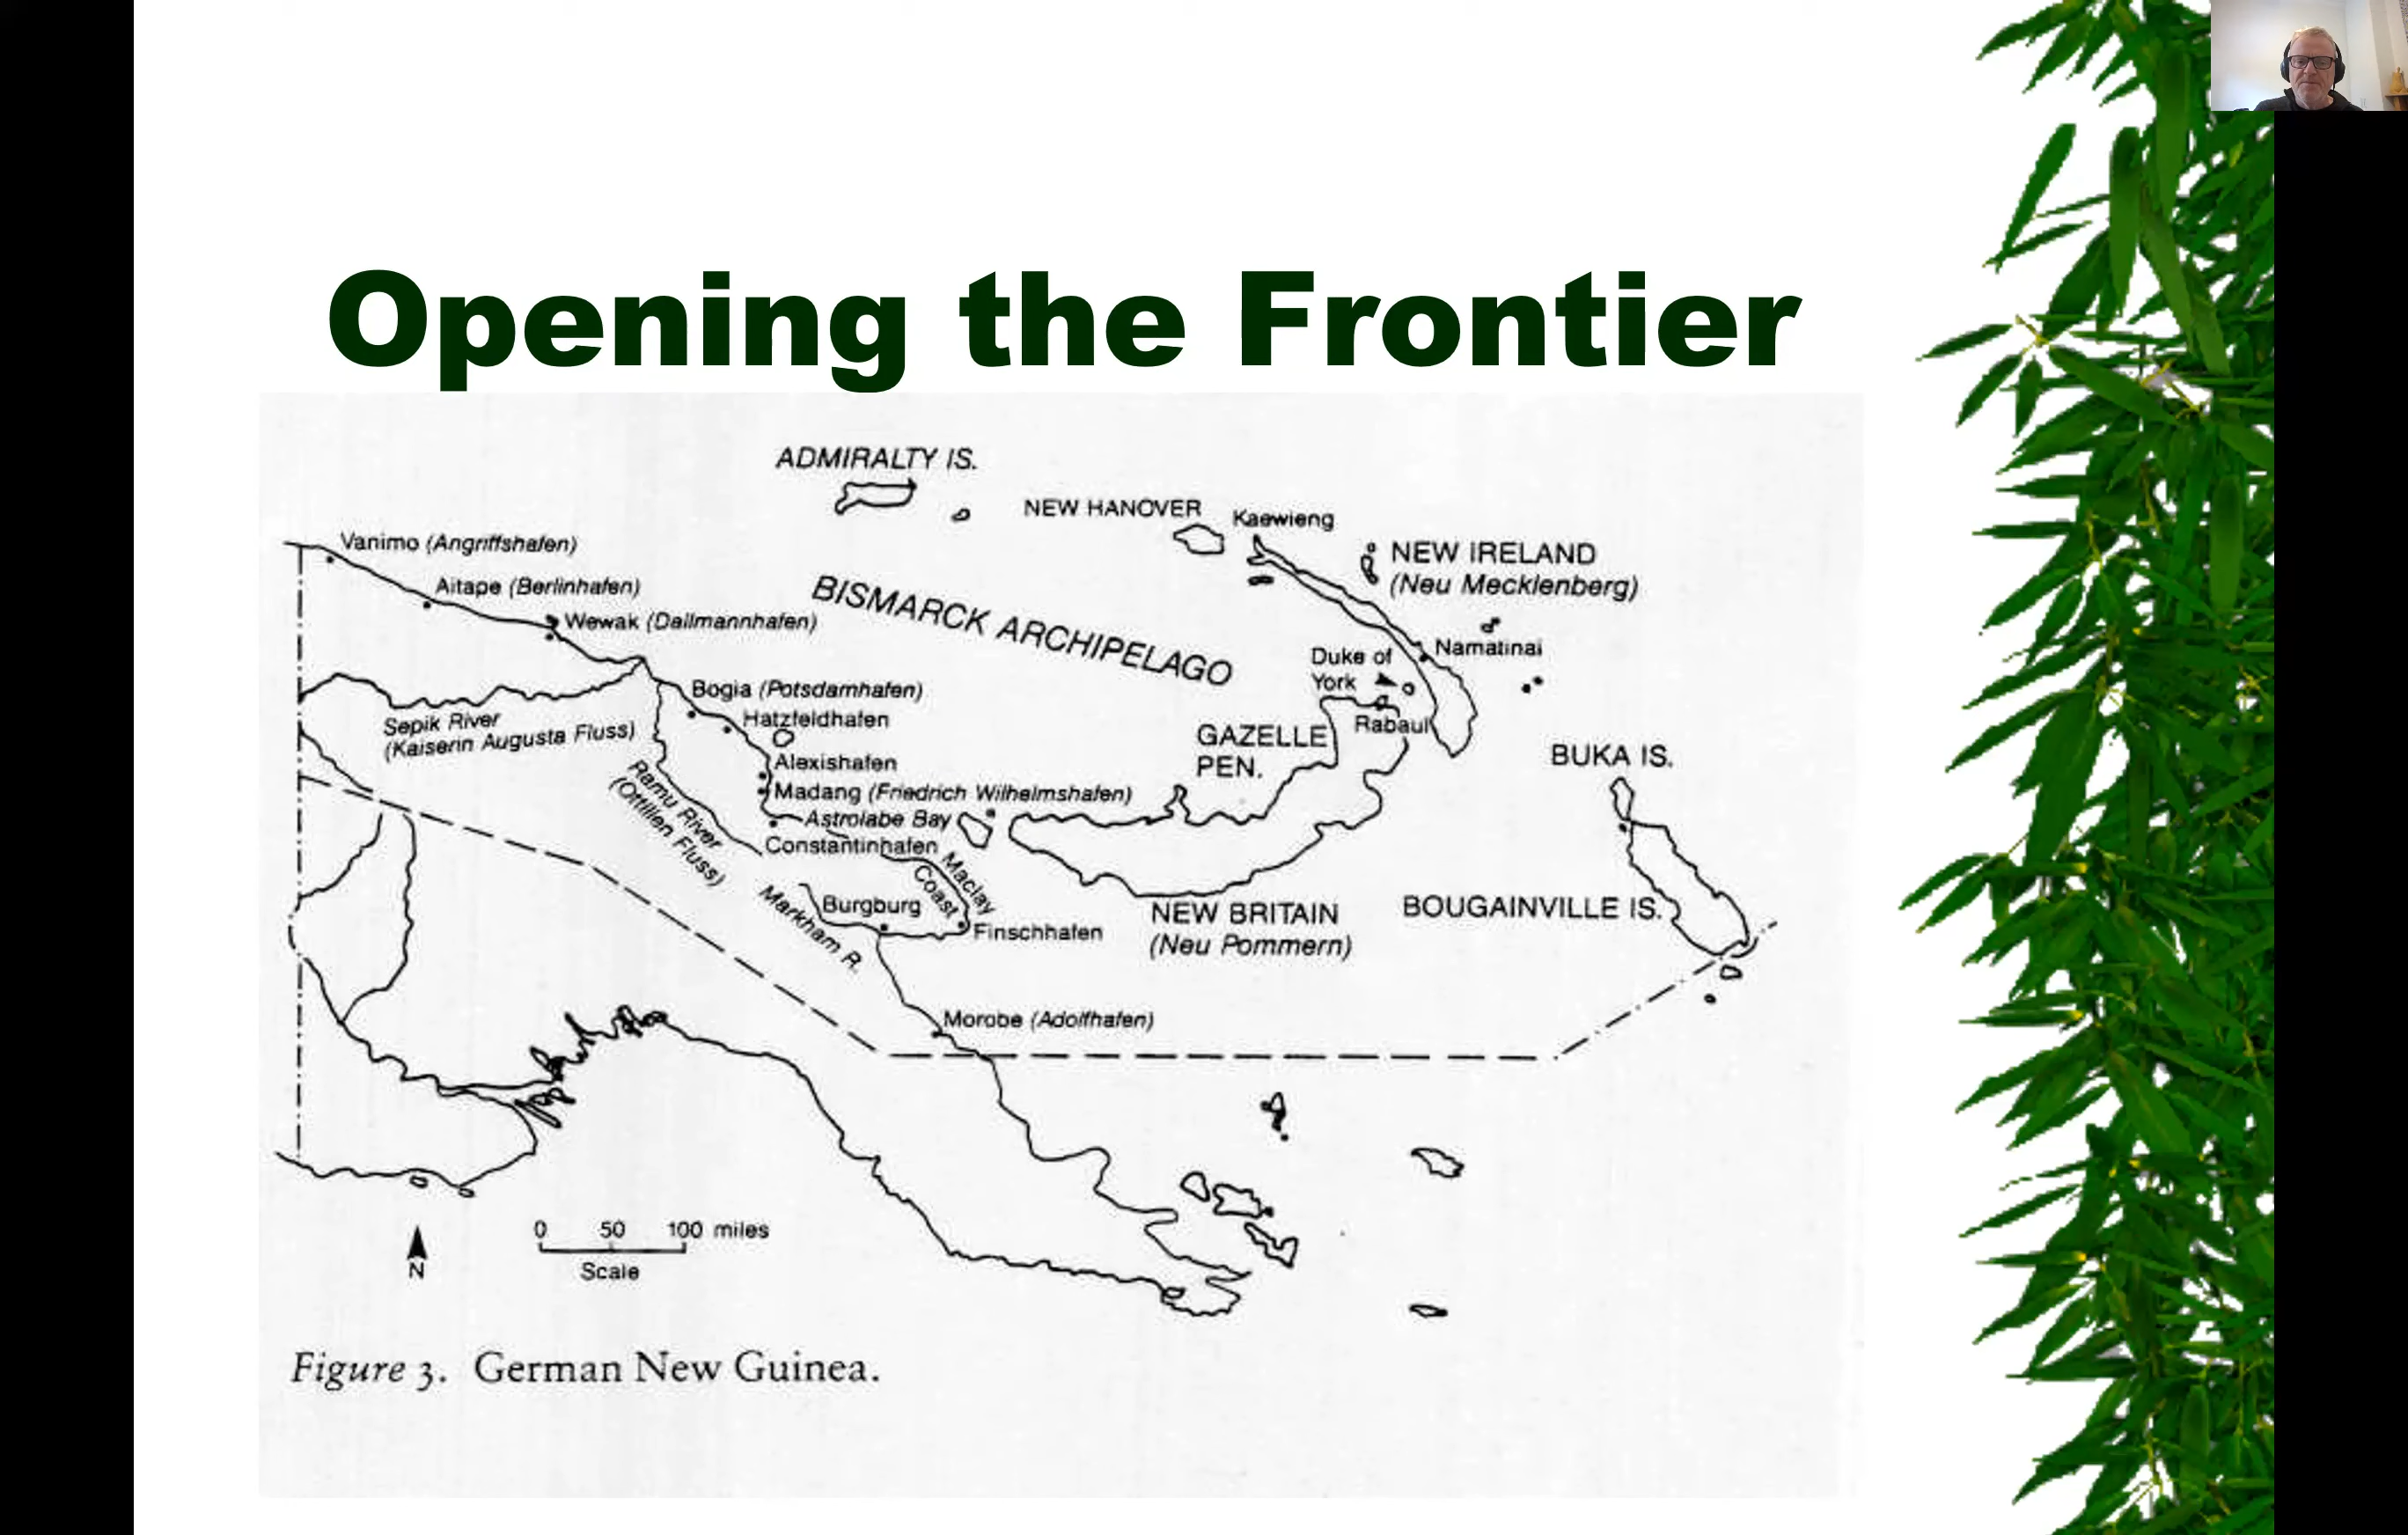 Opening the Frontier
ADMIRALTY IS.
NEW HANOVER
Kaewieng
Vanimo (Angriffshafen)
NEW IRELAND
(Neu Mecklenberg)
Aitape (Berlinhafen)
BISMARCK ARCHIPELAGO
Wewak (Dallmannhafen)
Namatinai
Duke of
York
Bogia (Potsdamhafen)
Sepik River
(Kaiserin Augusta Fluss)
Hatzfeldhafen
Rabaul
GAZELLE
PEN.
BUKA IS.
Alexishafen
Ramu River
(Ottilien Fluss)
Madang (Friedrich Wilhelmshafen)
Astrolabe Bay
Constantinhafen
Maclay
Coast
Markham R.
Burgburg
Finschhafen
NEW BRITAIN
(Neu Pommern)
BOUGAINVILLE IS.
Morobe (Adolfhafen)
0 50 100 miles
Scale
N
Figure 3. German New Guinea.